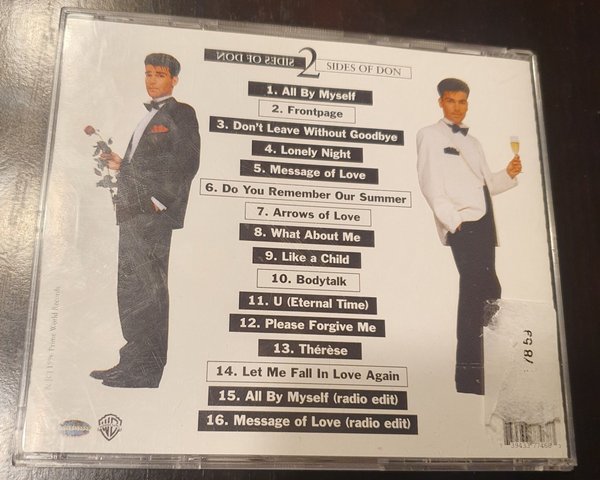 2 SIDES OF DON
SIDES OF DON
1. All By Myself
2. Frontpage
3. Don't Leave Without Goodbye
4. Lonely Night
5. Message of Love
6. Do You Remember Our Summer
7. Arrows of Love
8. What About Me
9. Like a Child
10. Bodytalk
11. U (Eternal Time)
12. Please Forgive Me
13. Thérèse
14. Let Me Fall In Love Again
15. All By Myself (radio edit)
16. Message of Love (radio edit)
Prime World Records